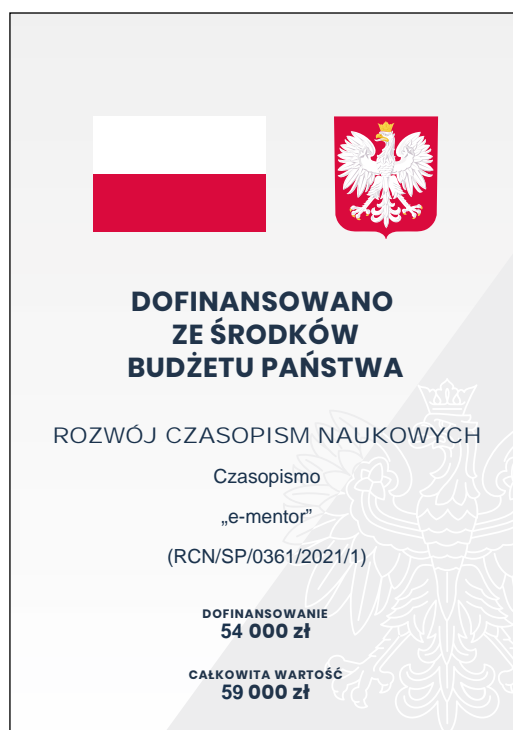 DOFINANSOWANO
ZE ŚRODKÓW
BUDŻETU PAŃSTWA
ROZWÓJ CZASOPISM NAUKOWYCH
Czasopismo
„e-mentor”
(RCN/SP/0361/2021/1)
DOFINANSOWANIE
54 000 zł
CAŁKOWITA WARTOŚĆ
59 000 zł